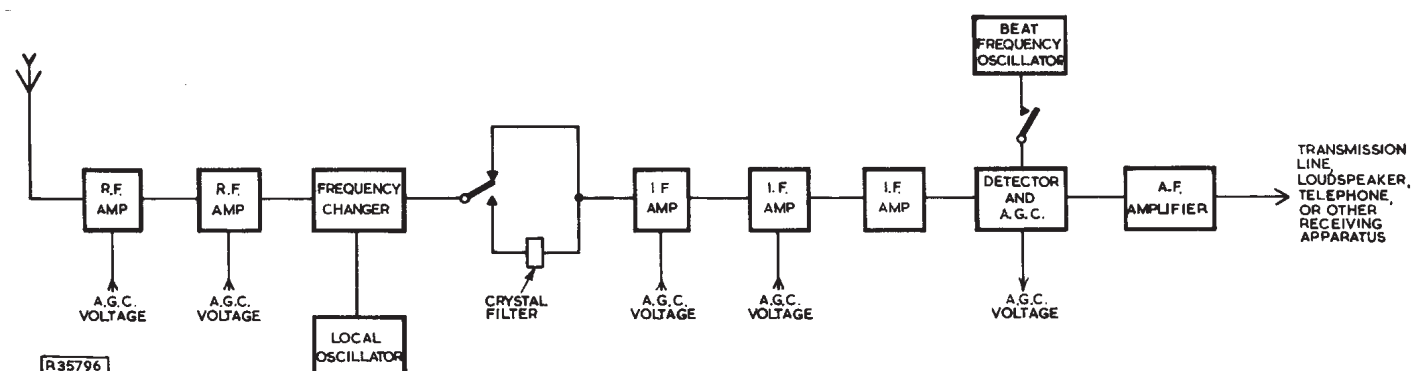 BEAT
FREQUENCY
OSCILLATOR
R.F.
AMP
R.F.
AMP
FREQUENCY
CHANGER
I F
AMP
I.F.
AMP
I.F.
AMP
DETECTOR
AND
A.G.C.
A.F.
AMPLIFIER
TRANSMISSION
LINE,
LOUDSPEAKER,
TELEPHONE,
OR OTHER
RECEIVING
APPARATUS
A.G.C.
VOLTAGE
A.G.C.
VOLTAGE
CRYSTAL
FILTER
A.G.C.
VOLTAGE
A.G.C.
VOLTAGE
A.G.C.
VOLTAGE
LOCAL
OSCILLATOR
R35796